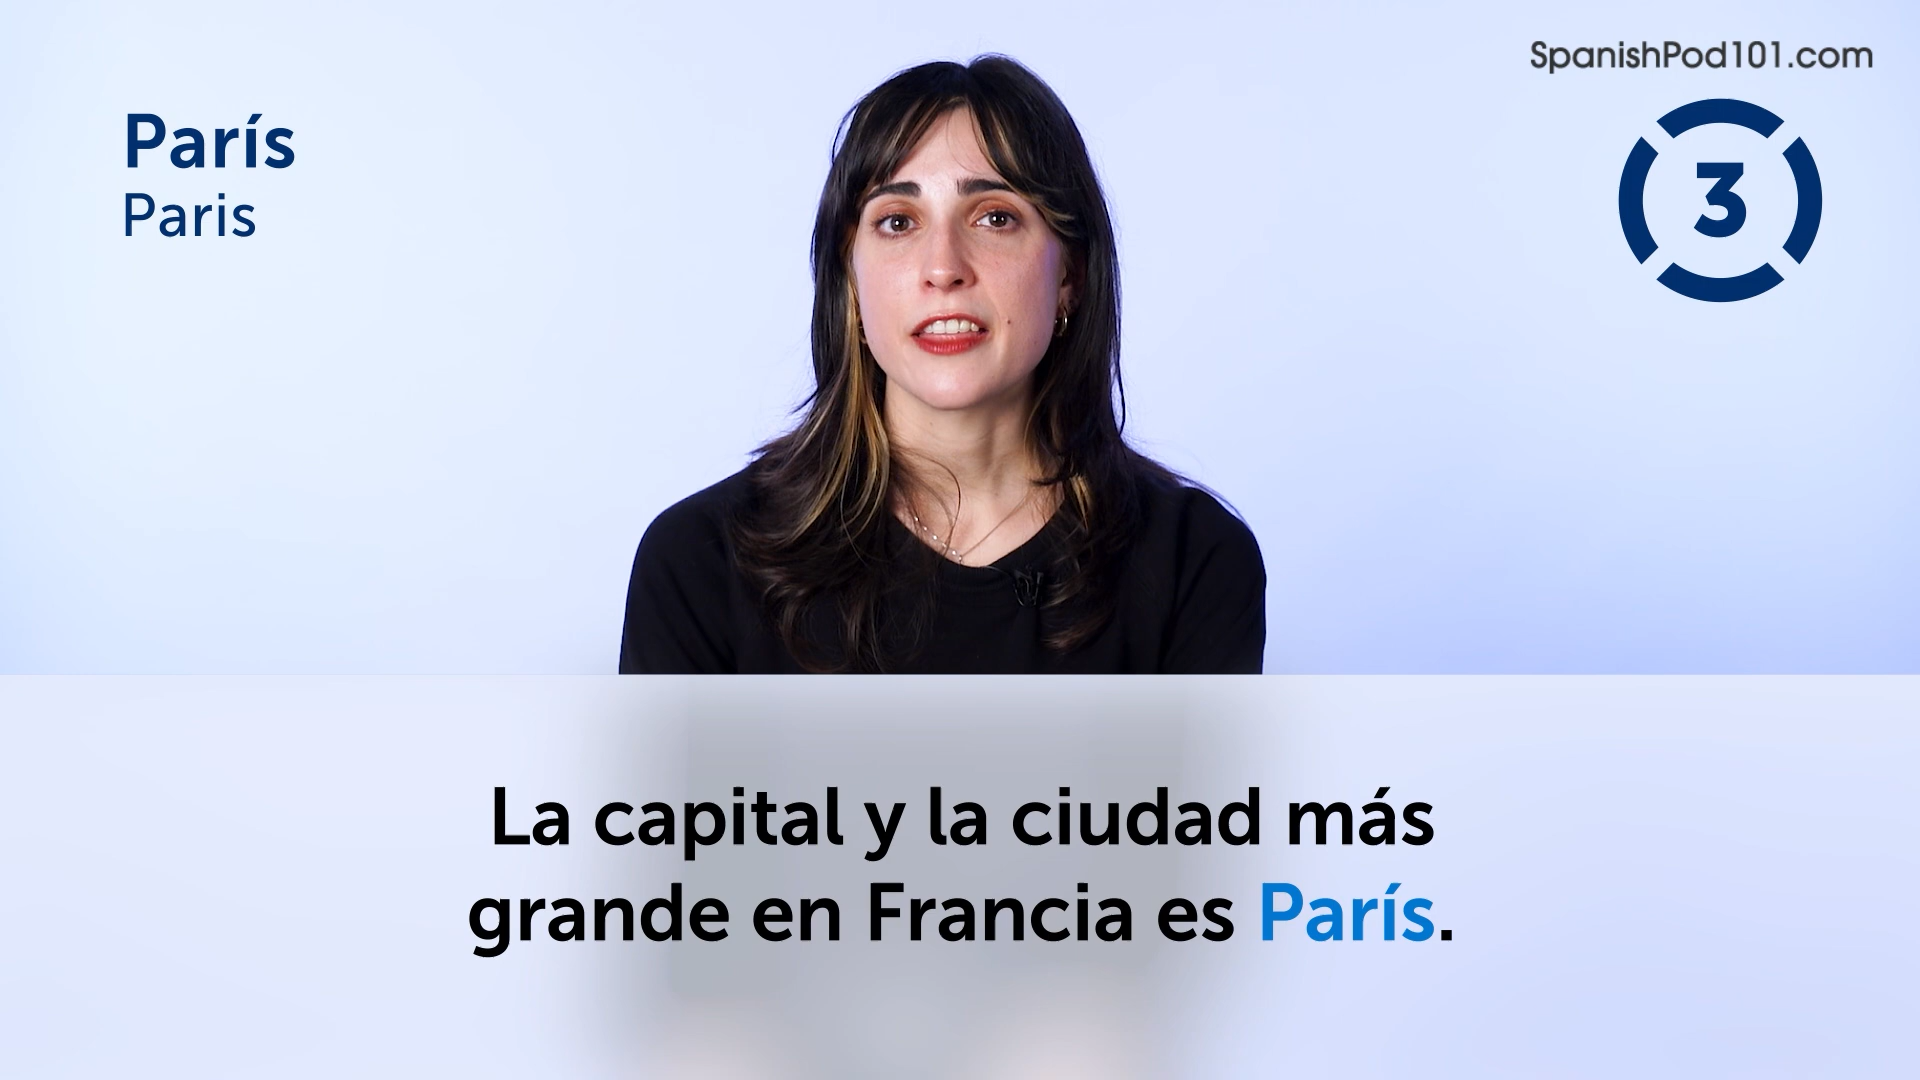 SpanishPod101.com
París
Paris
3
La capital y la ciudad más
grande en Francia es París.